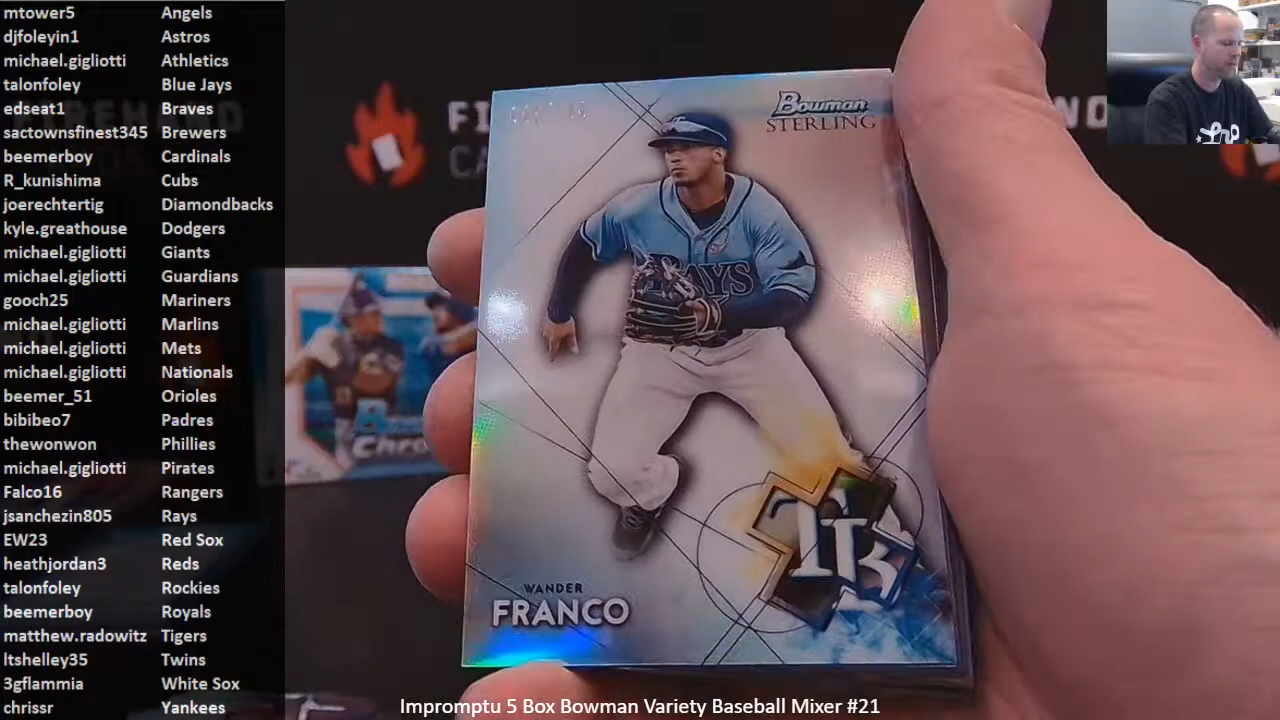 mtower5 Angels
djfoleyin1 Astros
michael.gigliotti Athletics
talonfoley Blue Jays
edseat1 Braves
sactownsfinest345 Brewers
beemerboy Cardinals
R_kunishima Cubs
joerechtertig Diamondbacks
kyle.greathouse Dodgers
michael.gigliotti Giants
michael.gigliotti Guardians
gooch25 Mariners
michael.gigliotti Marlins
michael.gigliotti Mets
michael.gigliotti Nationals
beemer_51 Orioles
bibibeo7 Padres
thewonwon Phillies
michael.gigliotti Pirates
Falco16 Rangers
jsanchezin805 Rays
EW23 Red Sox
heathjordan3 Reds
talonfoley Rockies
beemerboy Royals
matthew.radowitz Tigers
ltshelley35 Twins
3gflammia White Sox
chrissr Yankees
Bowman
STERLING
RAYS
TB
WANDER
FRANCO
Impromptu 5 Box Bowman Variety Baseball Mixer #21